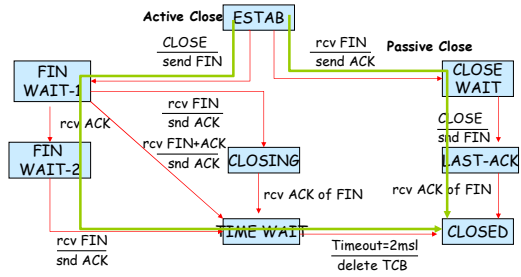 Active Close
ESTAB
CLOSE
send FIN
rcv FIN
send ACK
Passive Close
FIN
WAIT-1
CLOSE
WAIT
rcv FIN
snd ACK
rcv ACK
CLOSE
snd FIN
rcv FIN+ACK
snd ACK
FIN
WAIT-2
CLOSING
LAST-ACK
rcv ACK of FIN
rcv ACK of FIN
TIME WAIT
CLOSED
rcv FIN
snd ACK
Timeout=2msl
delete TCB